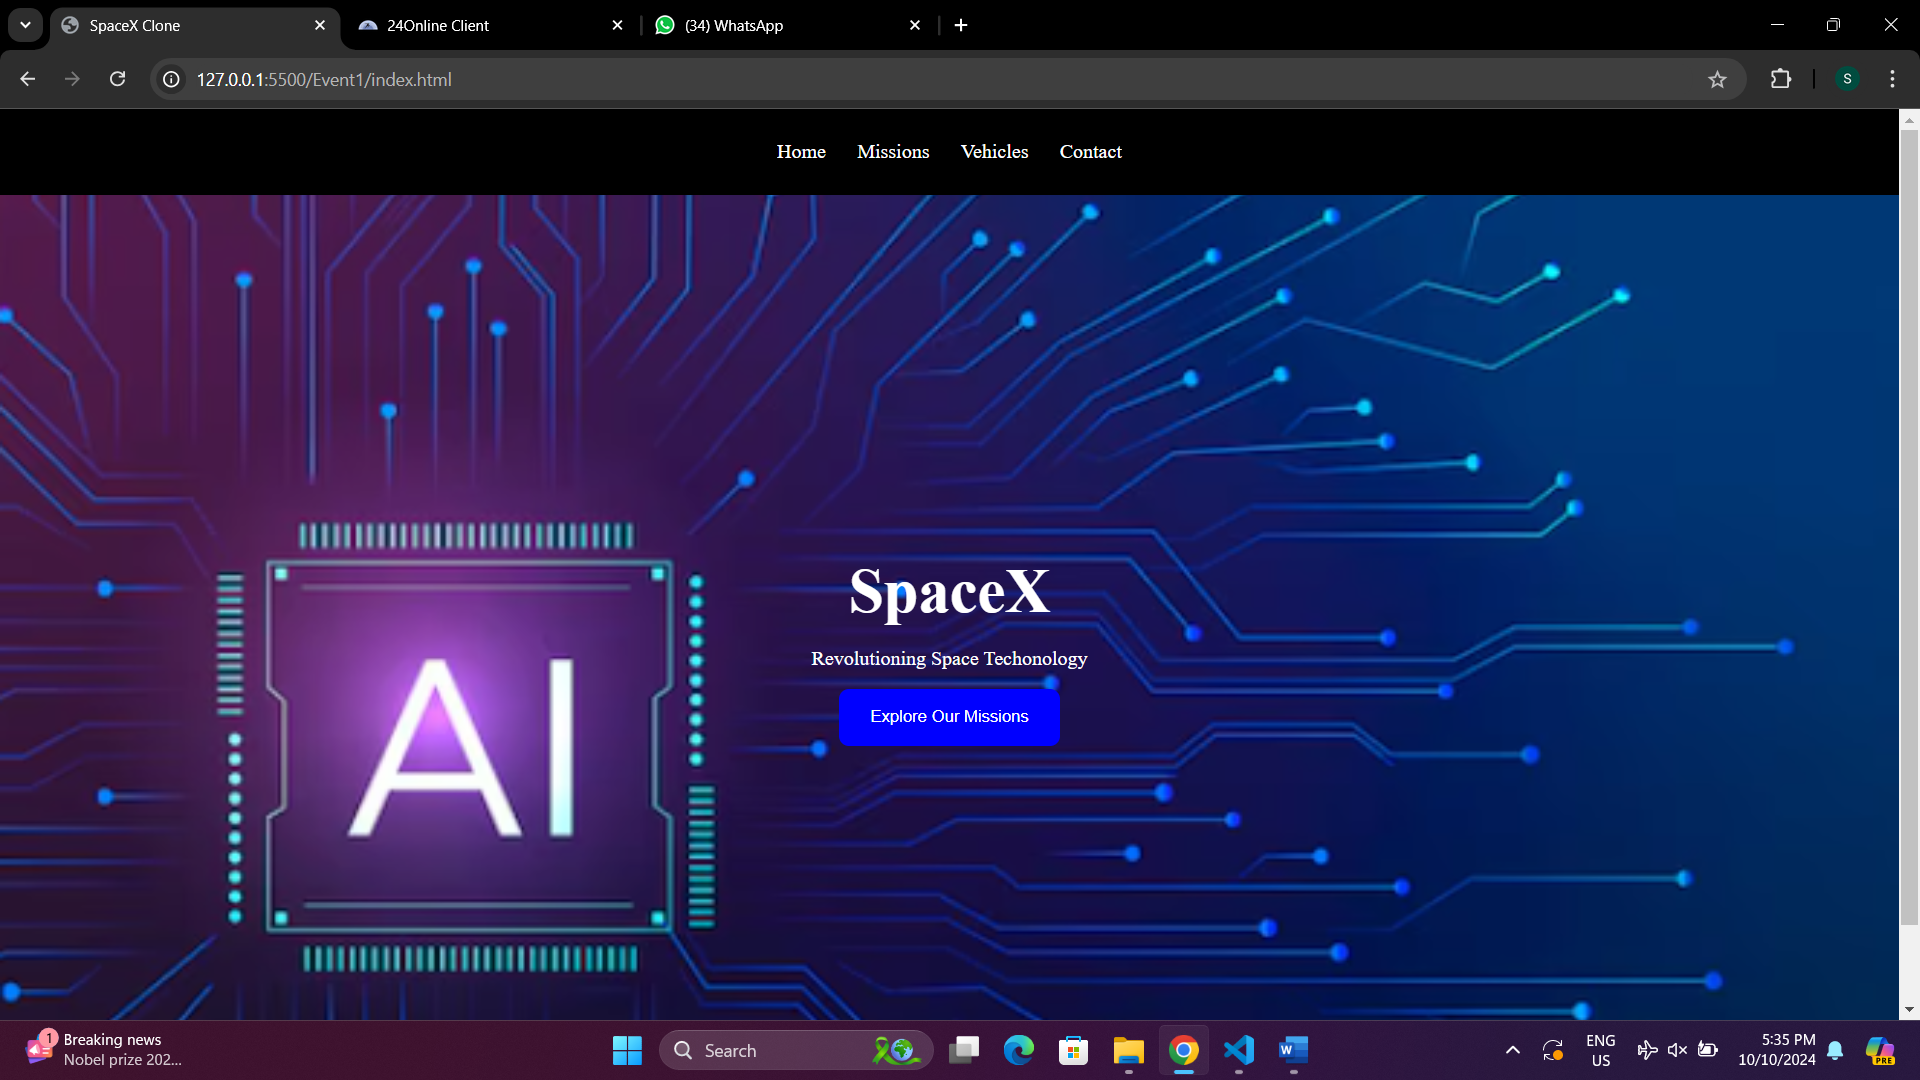 SpaceX Clone
24Online Client
(34) WhatsApp
127.0.0.1:5500/Event1/index.html
S
Home Missions Vehicles Contact
AI
SpaceX
Revolutioning Space Techonology
Explore Our Missions
1
Breaking news
Nobel prize 202...
Search
W
ENG
US
5:35 PM
10/10/2024
PRE